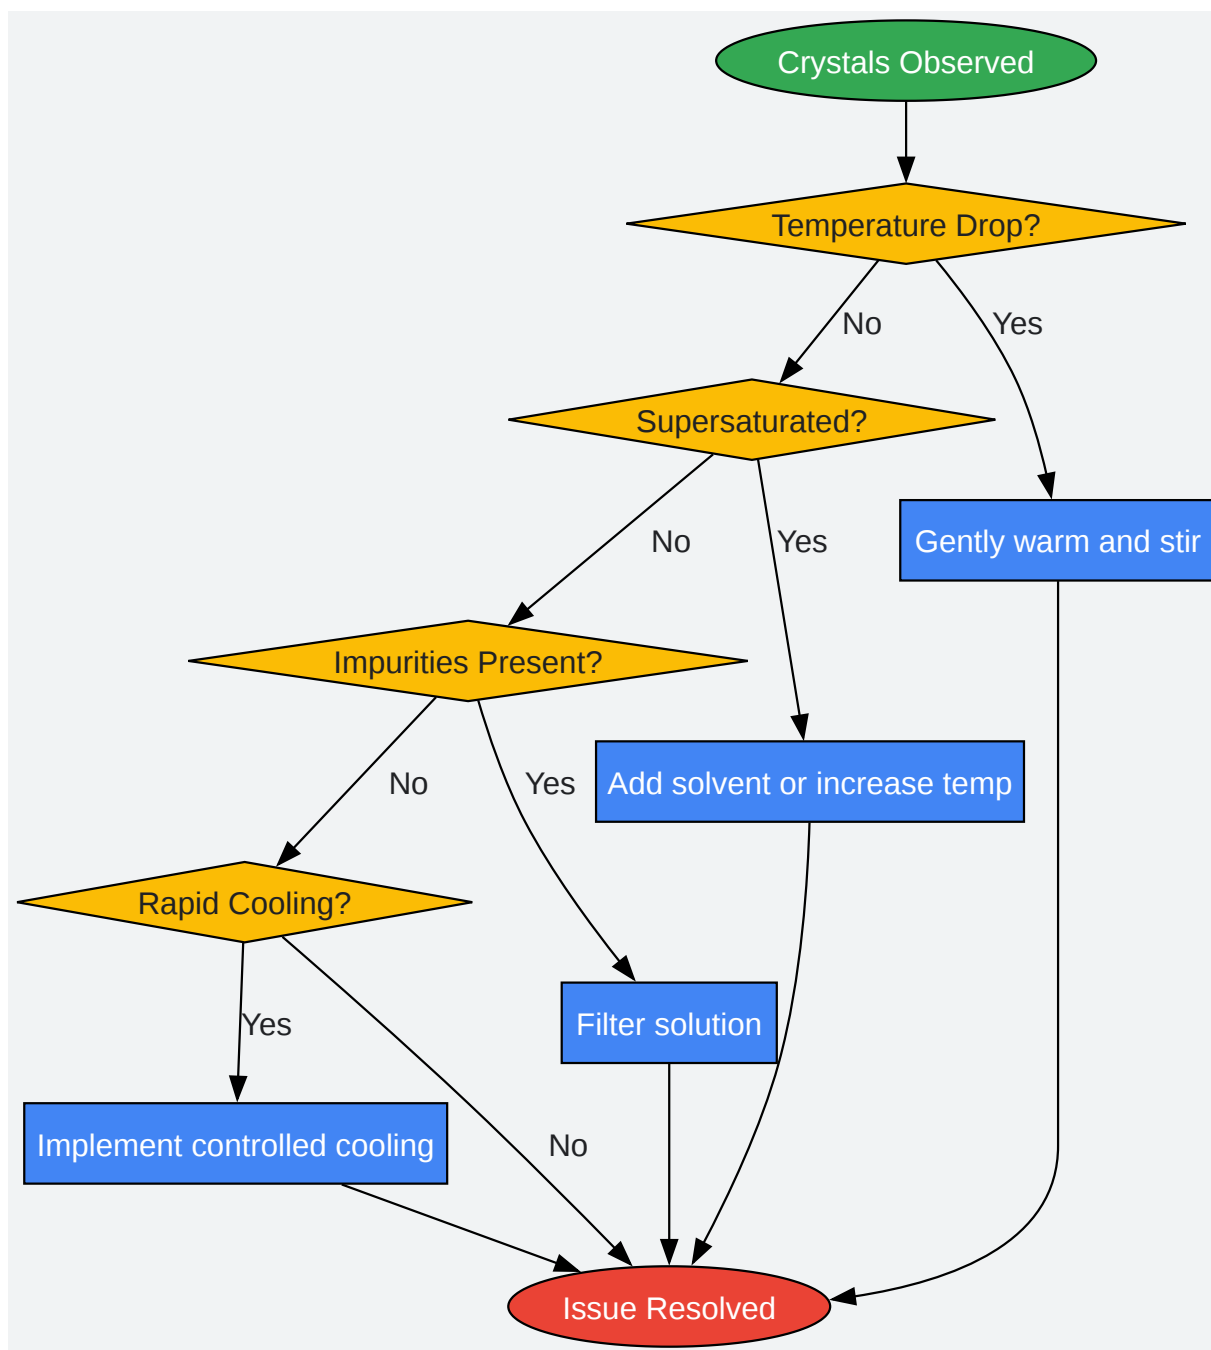 Crystals Observed
Temperature Drop?
No
Yes
Supersaturated?
No
Yes
Gently warm and stir
Impurities Present?
No
Yes
Add solvent or increase temp
Rapid Cooling?
Yes
Filter solution
Implement controlled cooling
No
Issue Resolved